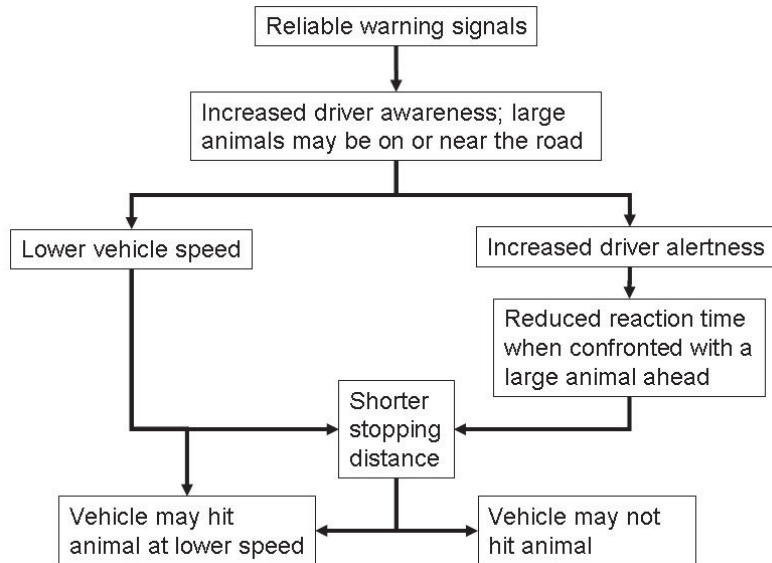 Reliable warning signals
Increased driver awareness; large
animals may be on or near the road
Lower vehicle speed
Increased driver alertness
Reduced reaction time
when confronted with a
large animal ahead
Shorter
stopping
distance
Vehicle may hit
animal at lower speed
Vehicle may not
hit animal